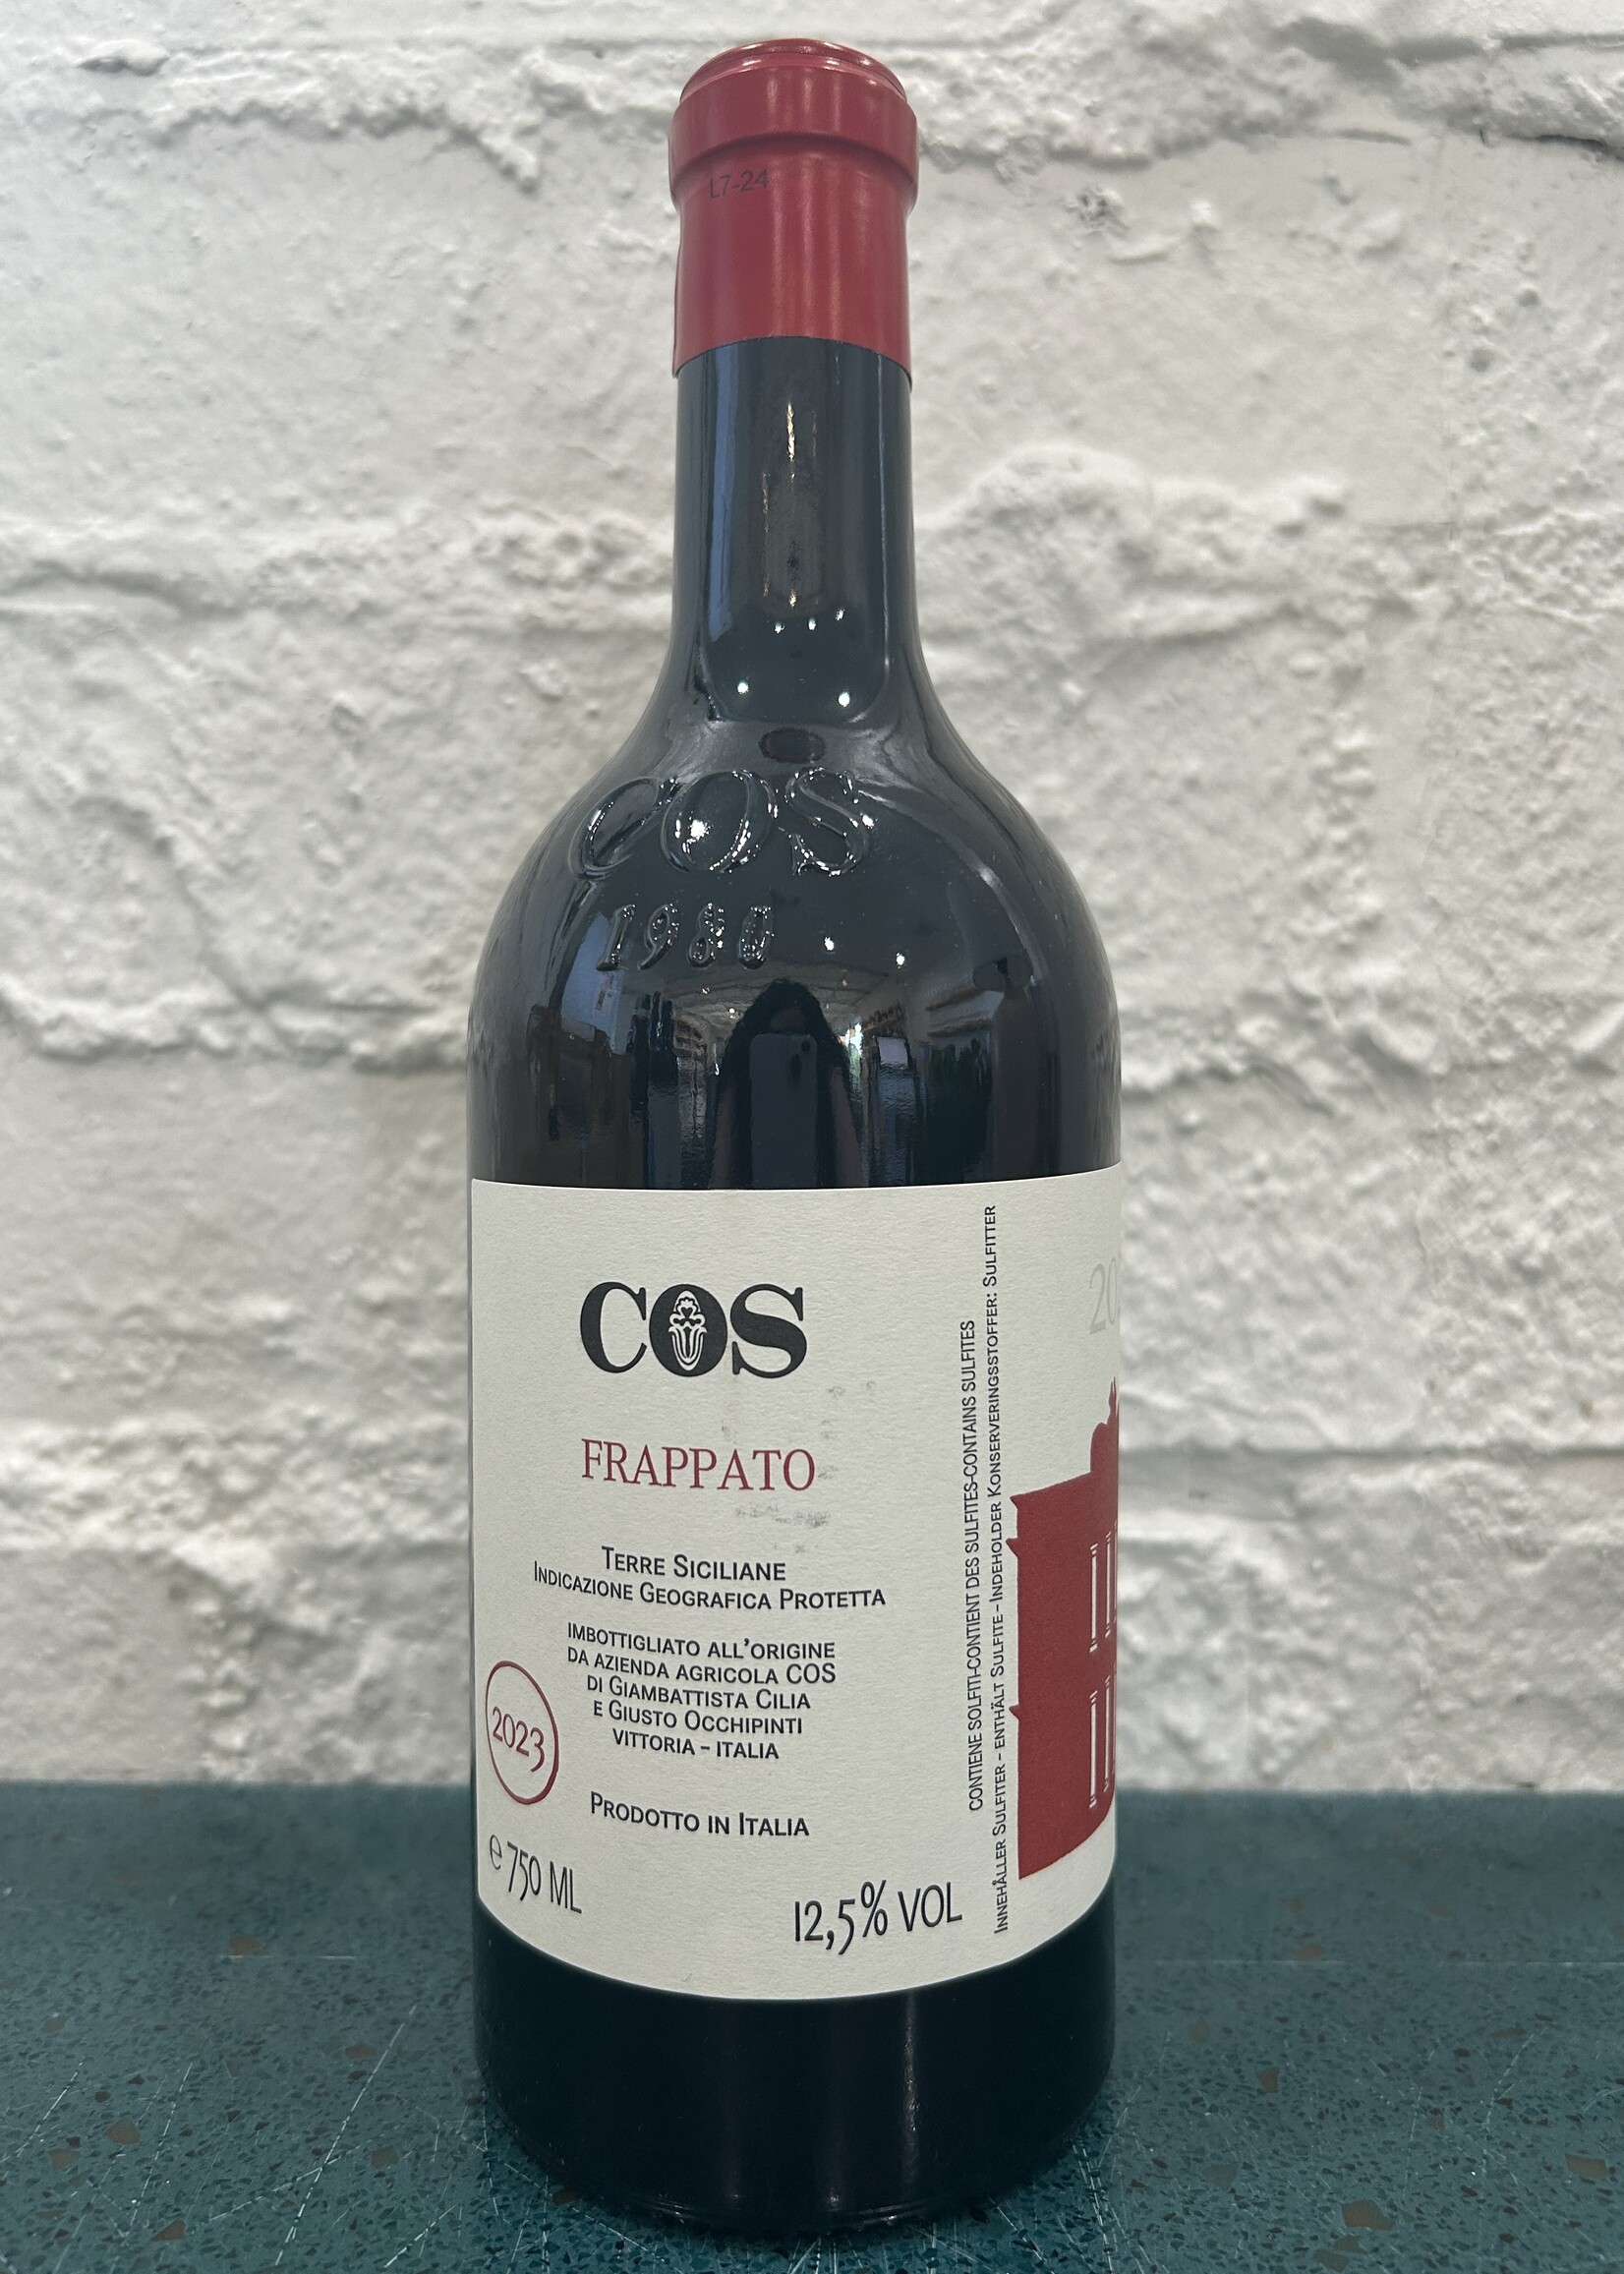 L7-24
COS
1980
COS
FRAPPATO
TERRE SICILIANE
INDICAZIONE GEOGRAFICA PROTETTA
IMBOTTIGLIATO ALL'ORIGINE
DA AZIENDA AGRICOLA COS
DI GIAMBATTISTA CILIA
E GIUSTO OCCHIPINTI
VITTORIA – ITALIA
2023
PRODOTTO IN ITALIA
e 750 ML
12,5% VOL
CONTIENE SOLFITI-CONTIENT DES SULFITES-CONTAINS SULFITES
INNEHÅLLER SULFITER – ENTHÄLT SULFITE – INDEHOLDER KONSERVERINGSSTOFFER: SULFITTER